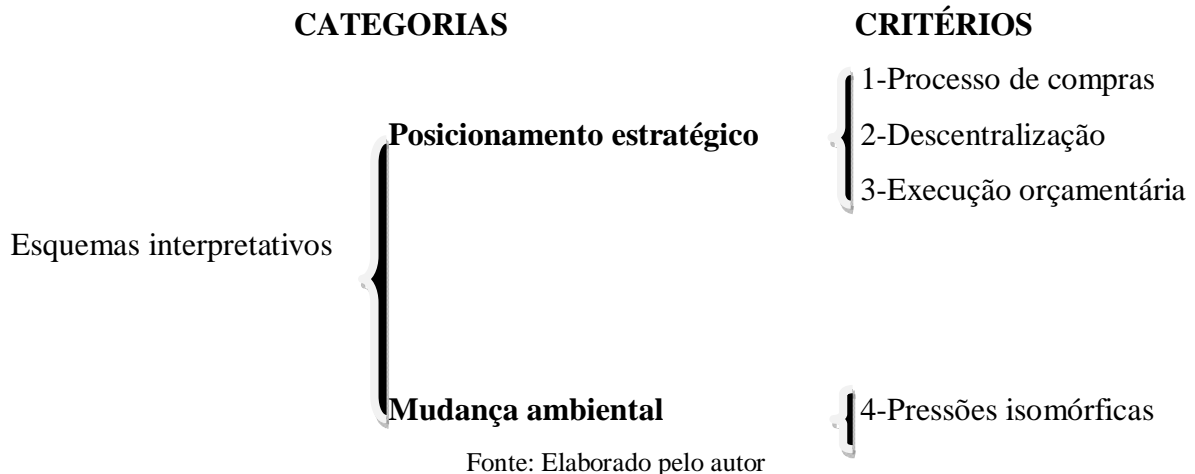 CATEGORIAS CRITÉRIOS
1-Processo de compras
Posicionamento estratégico 2-Descentralização
3-Execução orçamentária
Esquemas interpretativos
Mudança ambiental 4-Pressões isomórficas
Fonte: Elaborado pelo autor